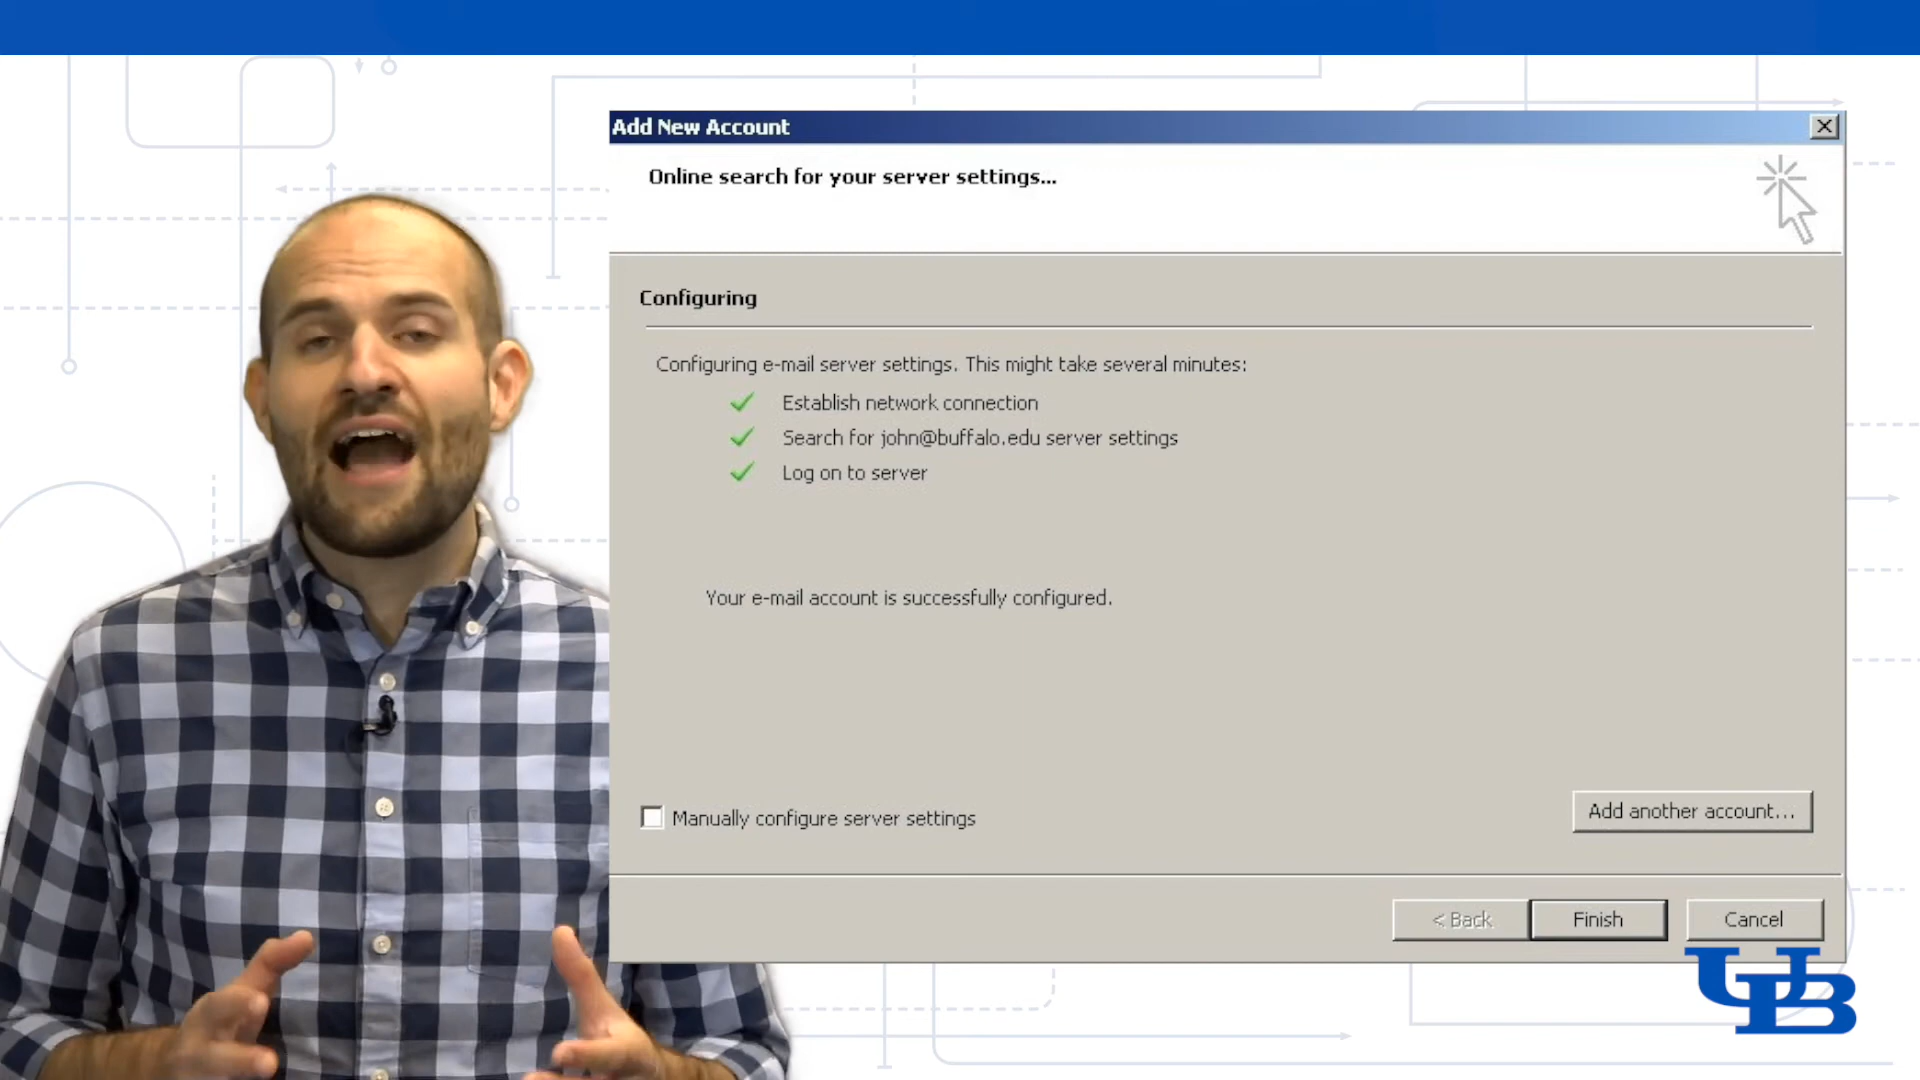 Add New Account
Online search for your server settings...
Configuring
Configuring e-mail server settings. This might take several minutes:
Establish network connection
Search for john@buffalo.edu server settings
Log on to server
Your e-mail account is successfully configured.
Manually configure server settings
Add another account...
< Back
Finish
Cancel
UB